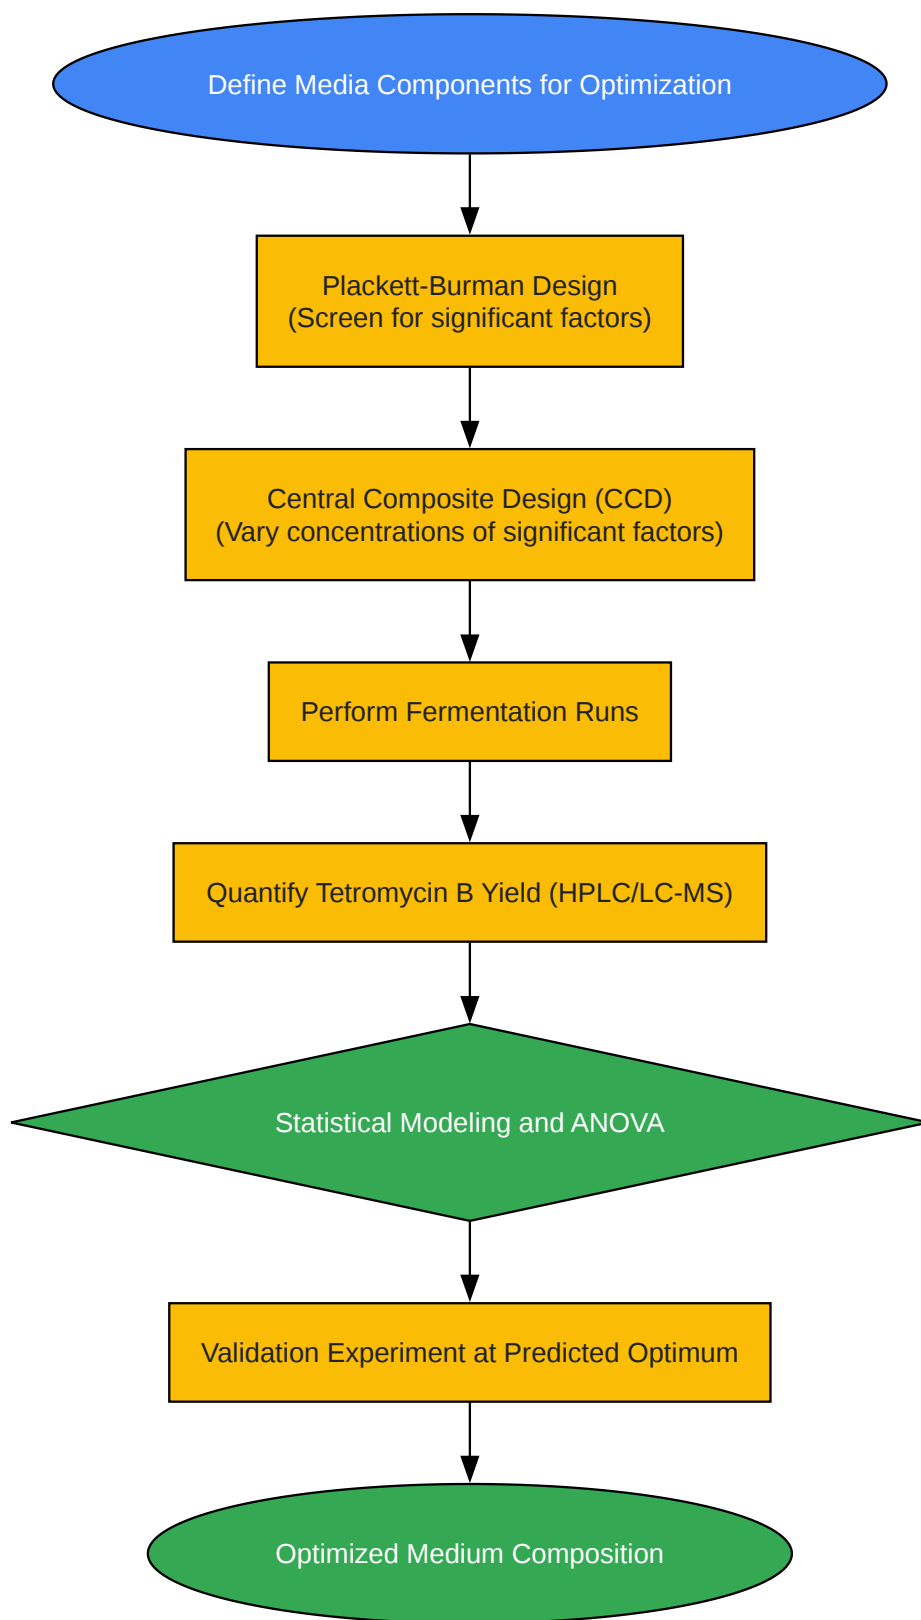 Define Media Components for Optimization
Plackett-Burman Design
(Screen for significant factors)
Central Composite Design (CCD)
(Vary concentrations of significant factors)
Perform Fermentation Runs
Quantify Tetromycin B Yield (HPLC/LC-MS)
Statistical Modeling and ANOVA
Validation Experiment at Predicted Optimum
Optimized Medium Composition